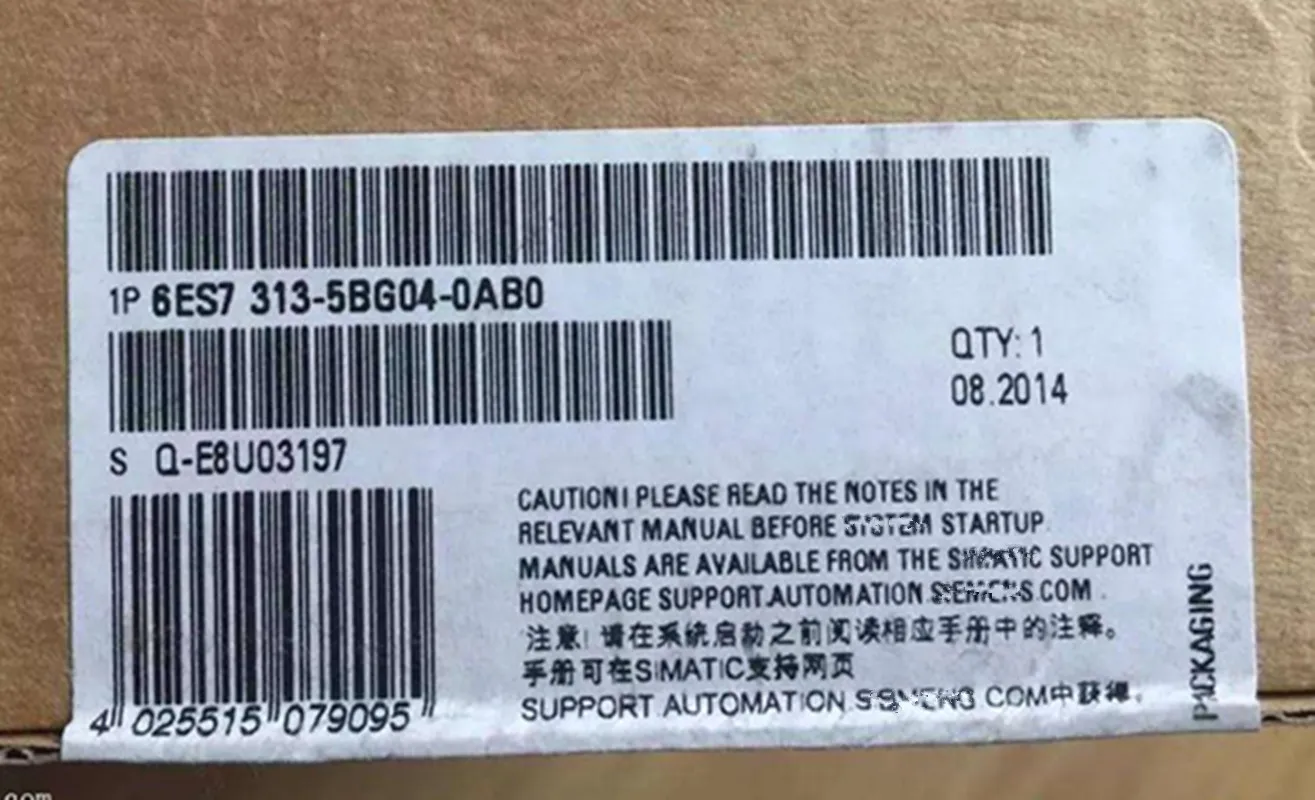 1P 6ES7 313-5BG04-0AB0
QTY: 1
08.2014
S Q-E8U03197
CAUTION! PLEASE READ THE NOTES IN THE
RELEVANT MANUAL BEFORE SYSTEM STARTUP.
MANUALS ARE AVAILABLE FROM THE SIMATIC SUPPORT
HOMEPAGE SUPPORT.AUTOMATION.SIEMENS.COM.
注意! 请在系统启动之前阅读相应手册中的注释。
手册可在SIMATIC支持网页
SUPPORT.AUTOMATION. COM中获得。
4 025515 079095
PACKAGING
.com